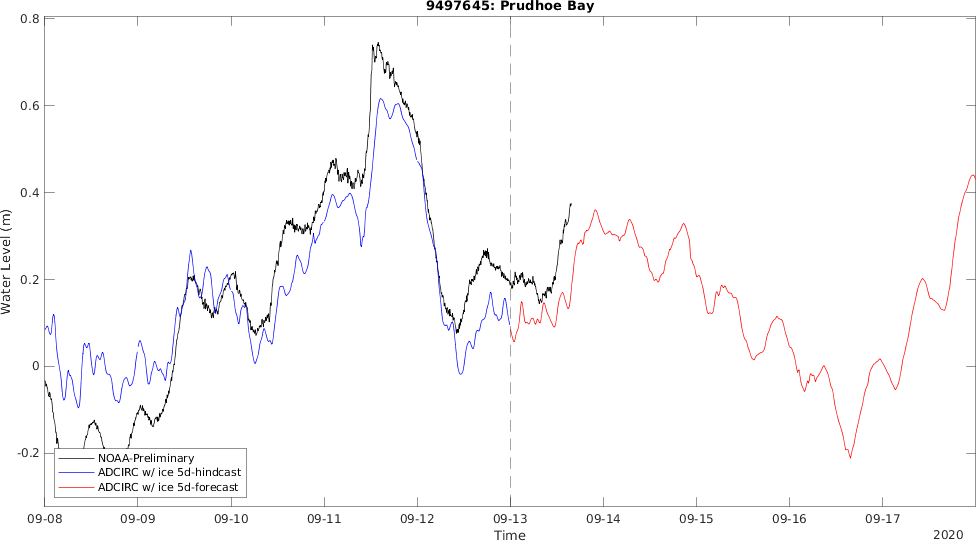 9497645: Prudhoe Bay
0.8
0.6
0.4
0.2
0
-0.2
Water Level (m)
NOAA-Preliminary
ADCIRC w/ ice 5d-hindcast
ADCIRC w/ ice 5d-forecast
09-08 09-09 09-10 09-11 09-12 09-13 09-14 09-15 09-16 09-17
Time
2020